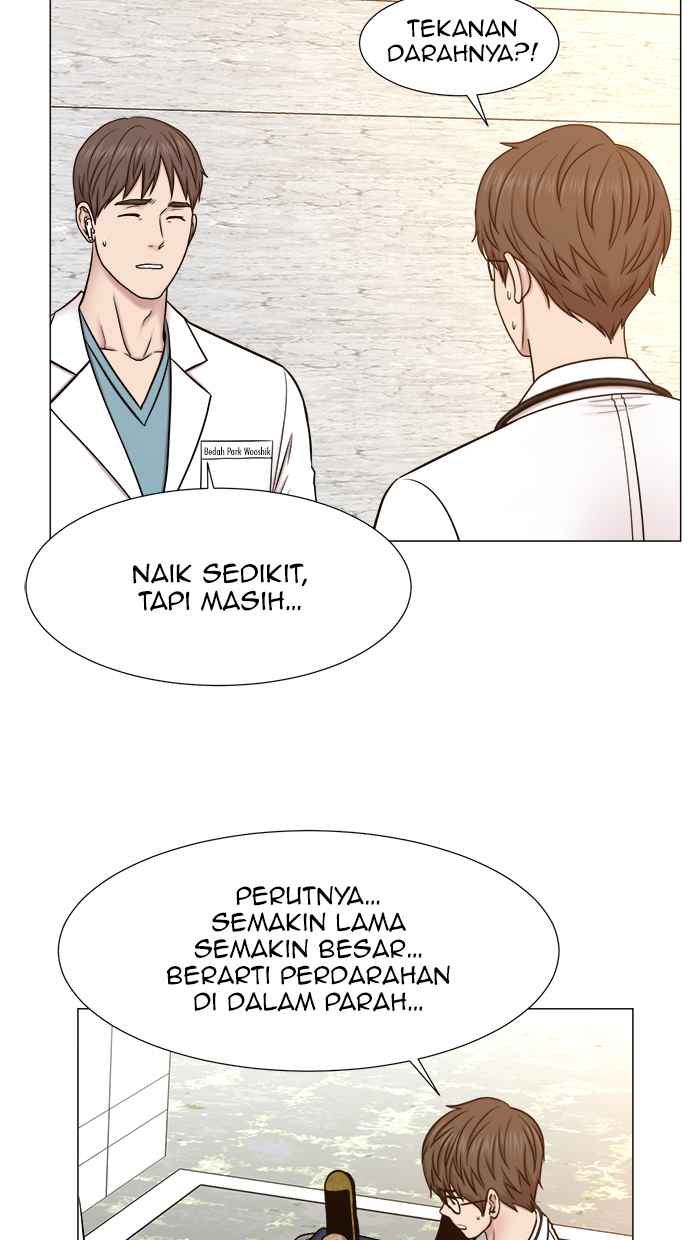 TEKANAN
DARAHNYA?!
Bedah Park Wooshik
NAIK SEDIKIT,
TAPI MASIH...
PERUTNYA...
SEMAKIN LAMA
SEMAKIN BESAR...
BERARTI PERDARAHAN
DI DALAM PARAH...